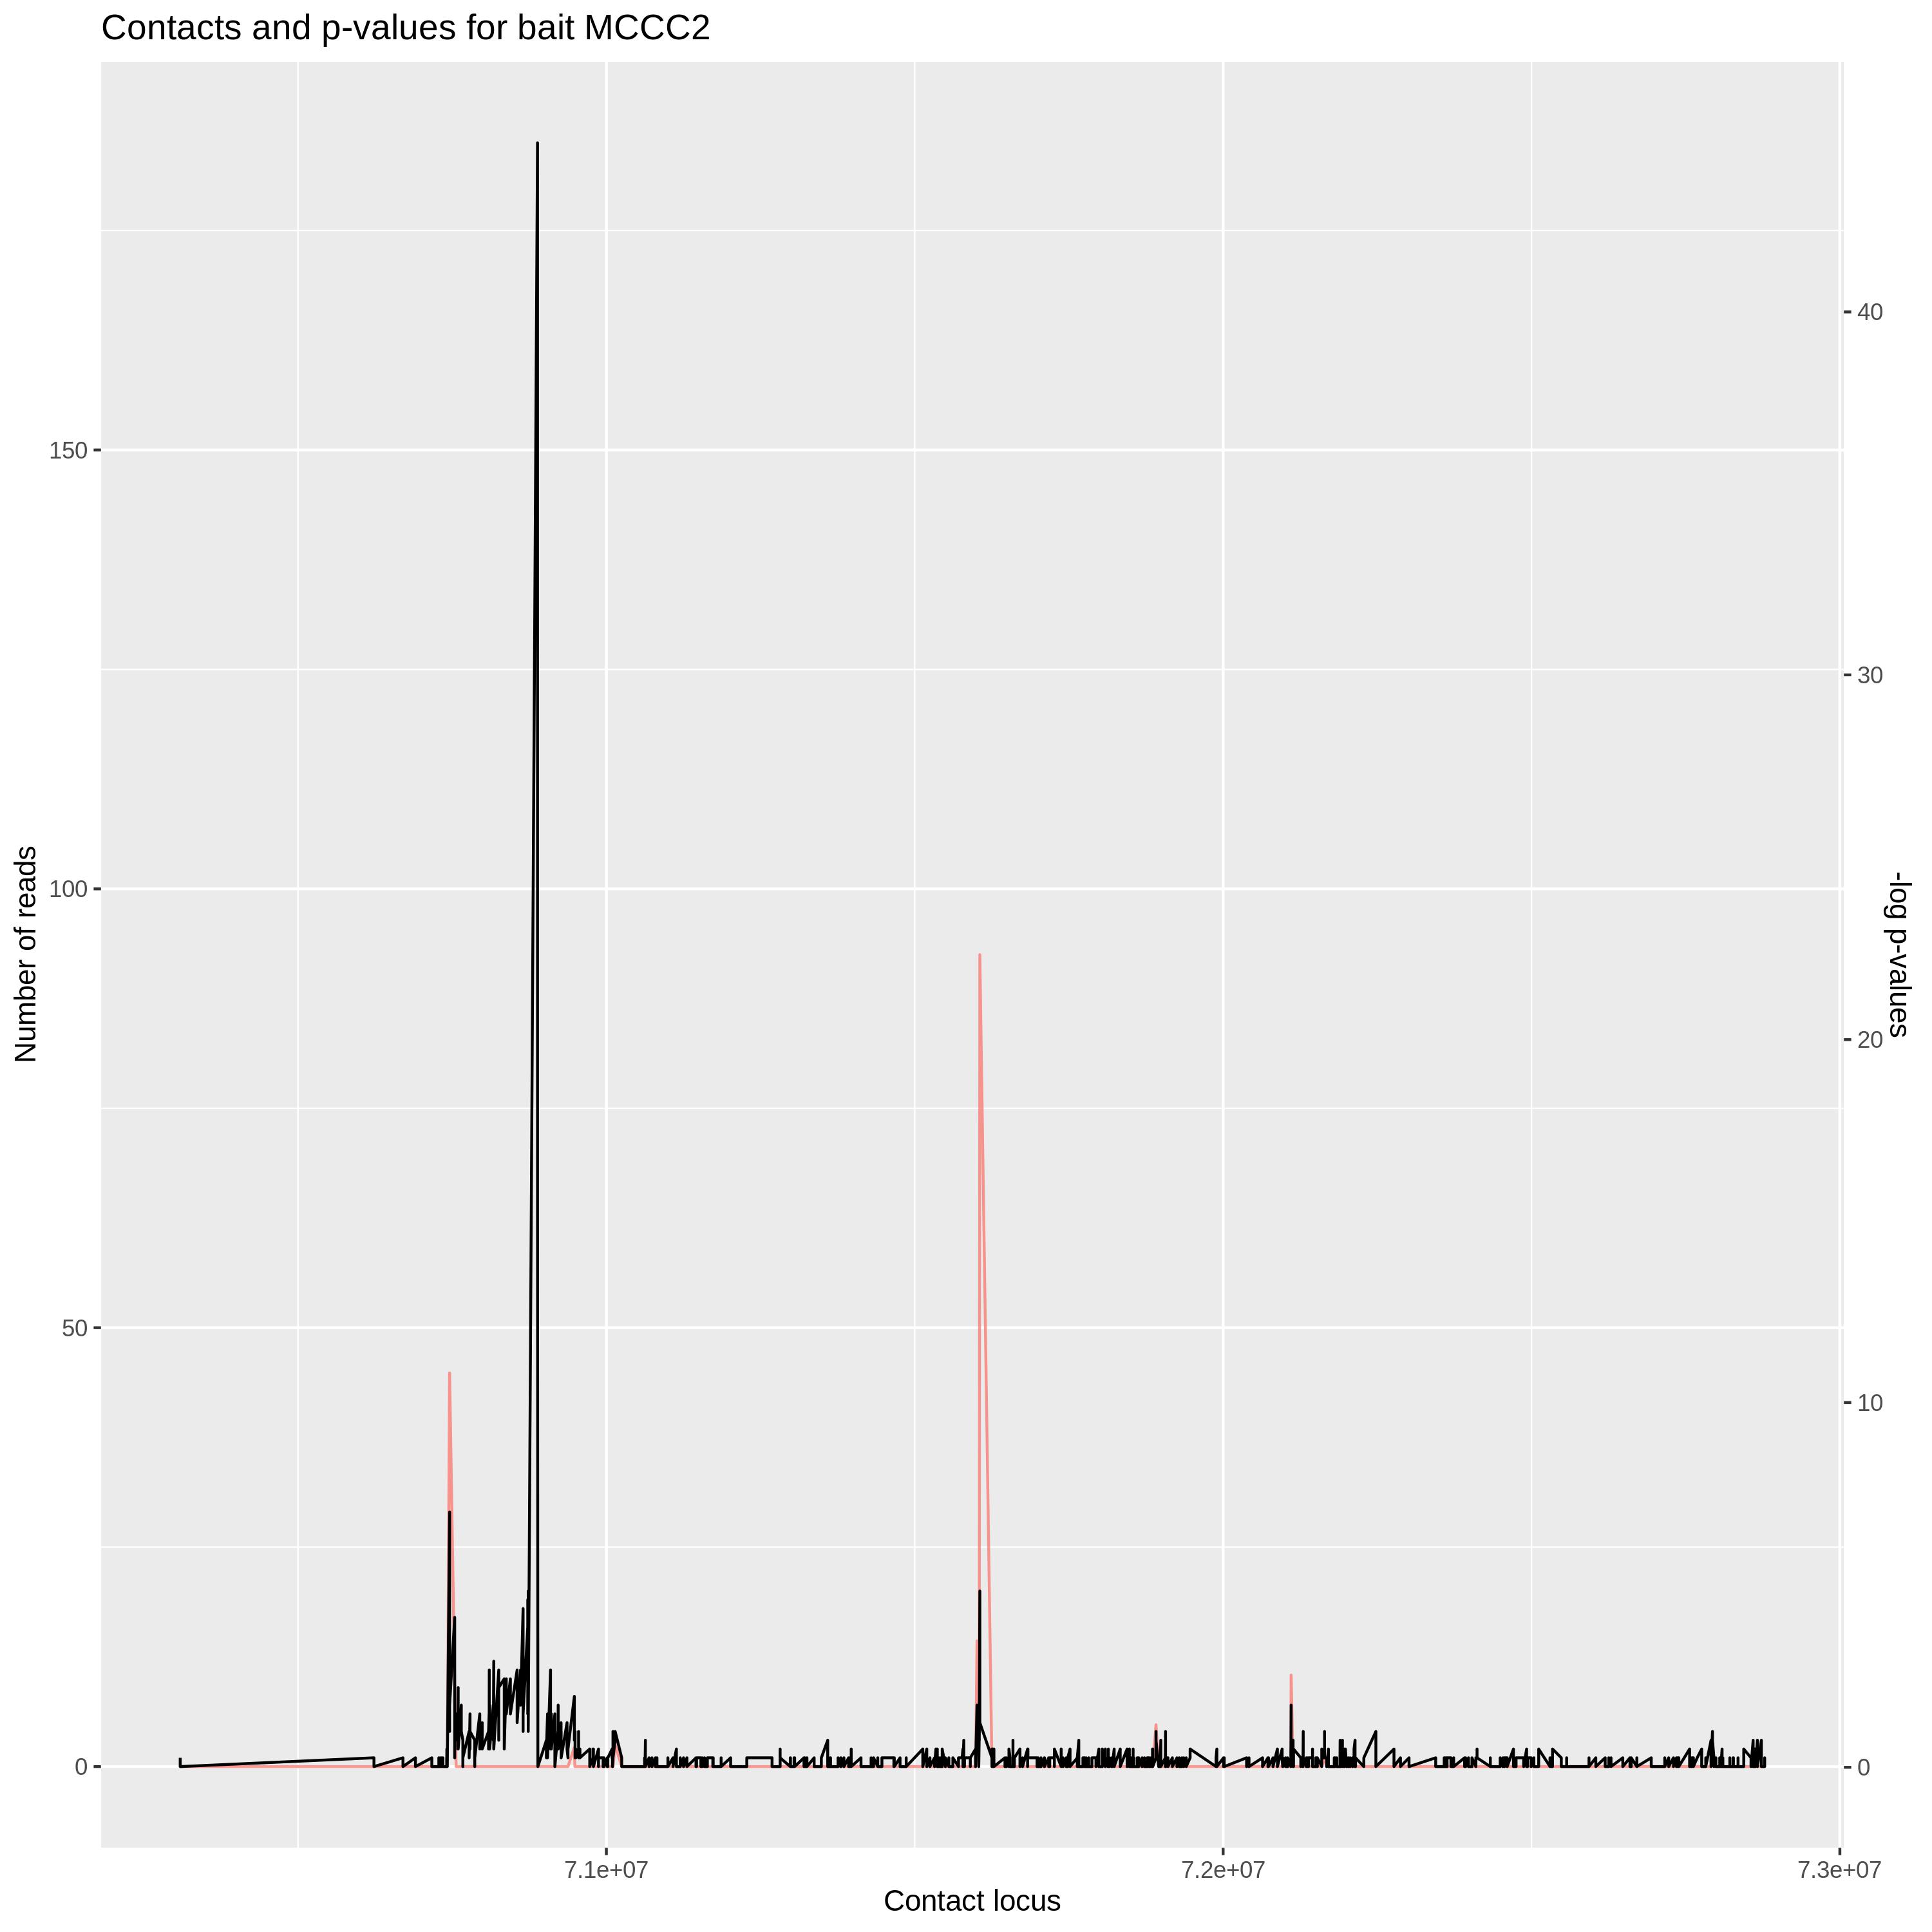 Contacts and p-values for bait MCCC2
Number of reads
150
100
50
0
40
30
20
10
0
-log p-values
7.1e+07
7.2e+07
7.3e+07
Contact locus